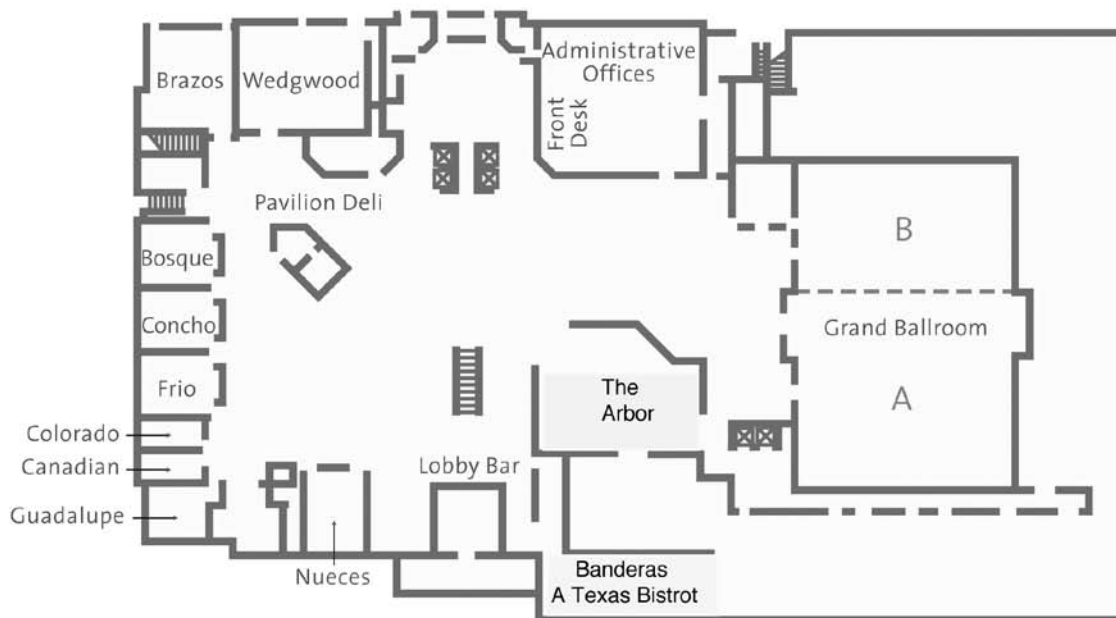 Administrative
Offices
Brazos
Wedgwood
Front
Desk
Pavilion Deli
B
Bosque
Concho
Grand Ballroom
Frio
The
Arbor
A
Colorado
Canadian
Lobby Bar
Guadalupe
Nueces
Banderas
A Texas Bistrot